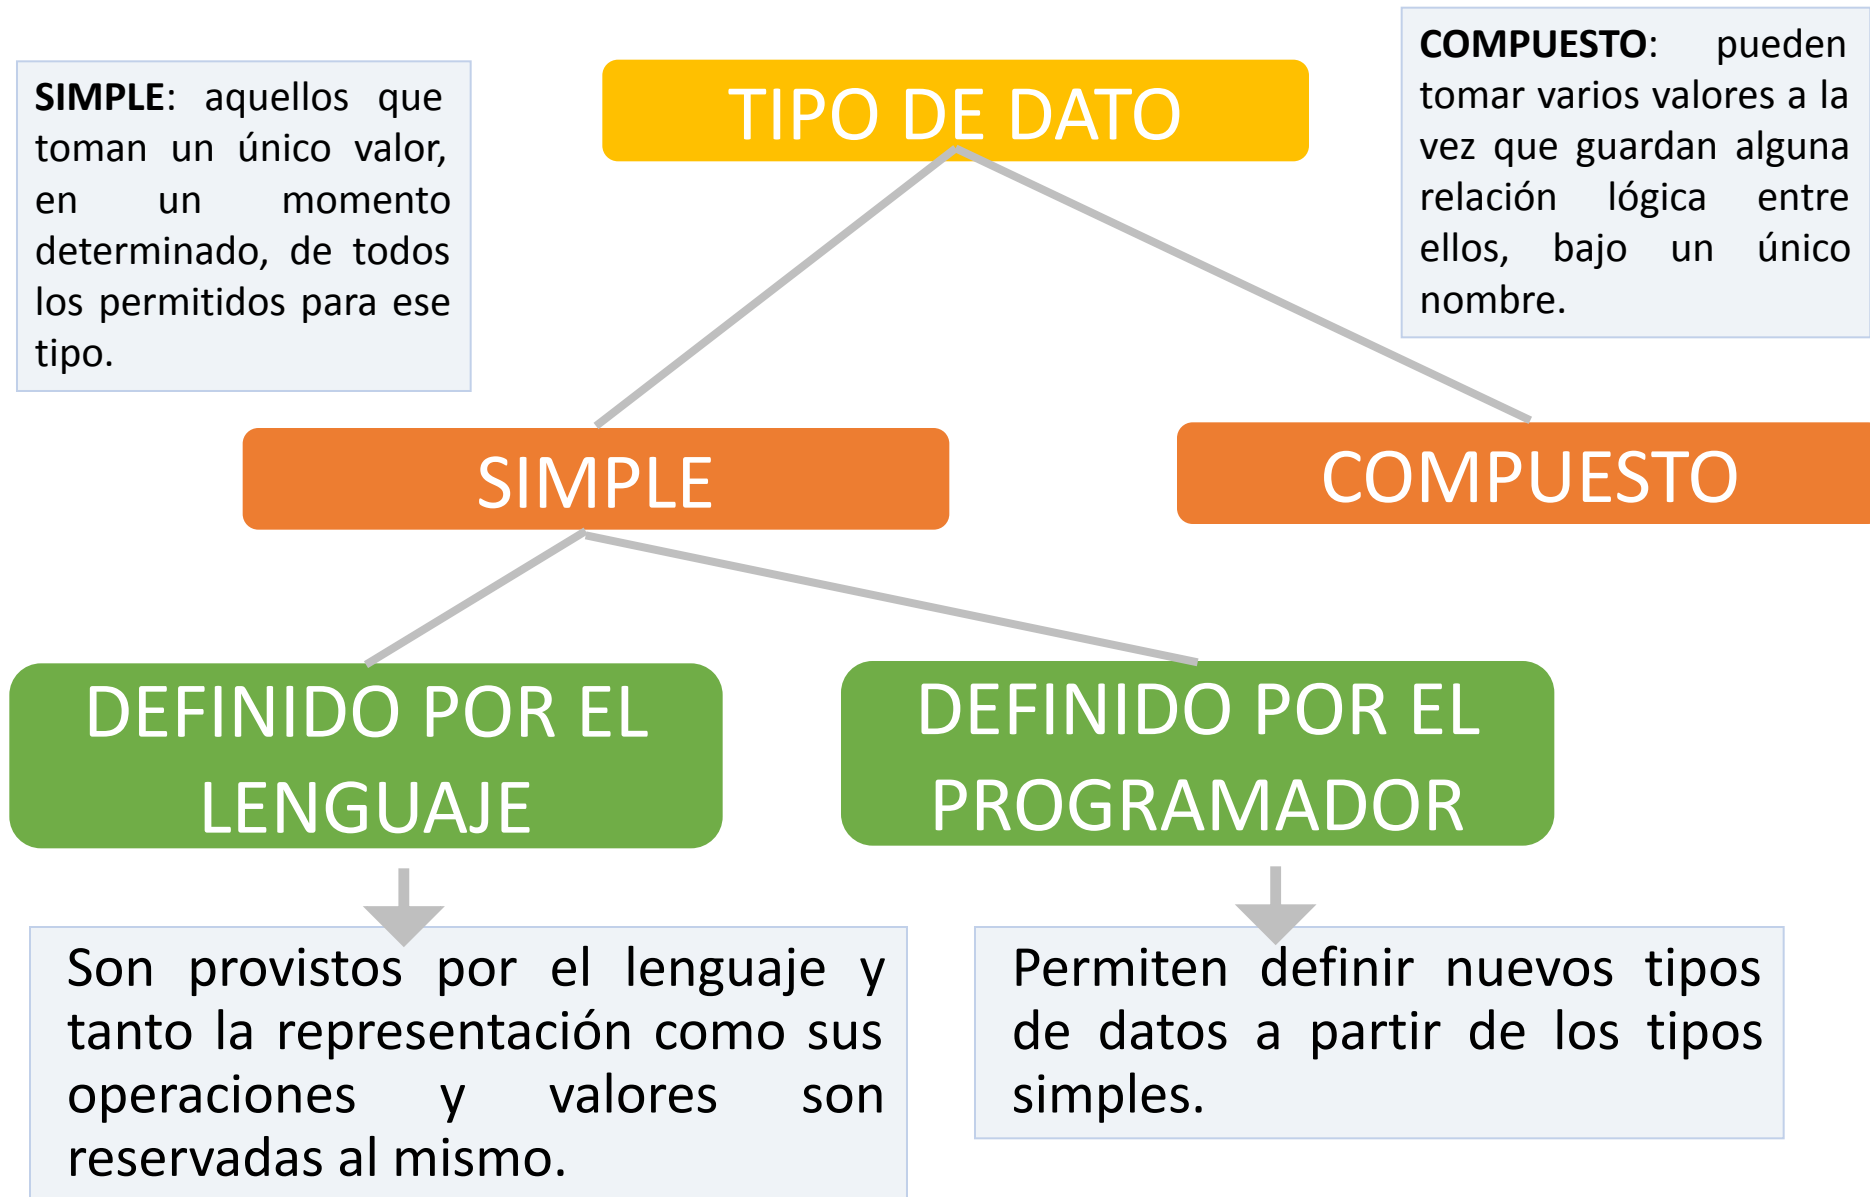 SIMPLE: aquellos que
toman un único valor,
en un momento
determinado, de todos
los permitidos para ese
tipo.
TIPO DE DATO
COMPUESTO: pueden
tomar varios valores a la
vez que guardan alguna
relación lógica entre
ellos, bajo un único
nombre.
SIMPLE
COMPUESTO
DEFINIDO POR EL
LENGUAJE
DEFINIDO POR EL
PROGRAMADOR
Son provistos por el lenguaje y
tanto la representación como sus
operaciones y valores son
reservadas al mismo.
Permiten definir nuevos tipos
de datos a partir de los tipos
simples.